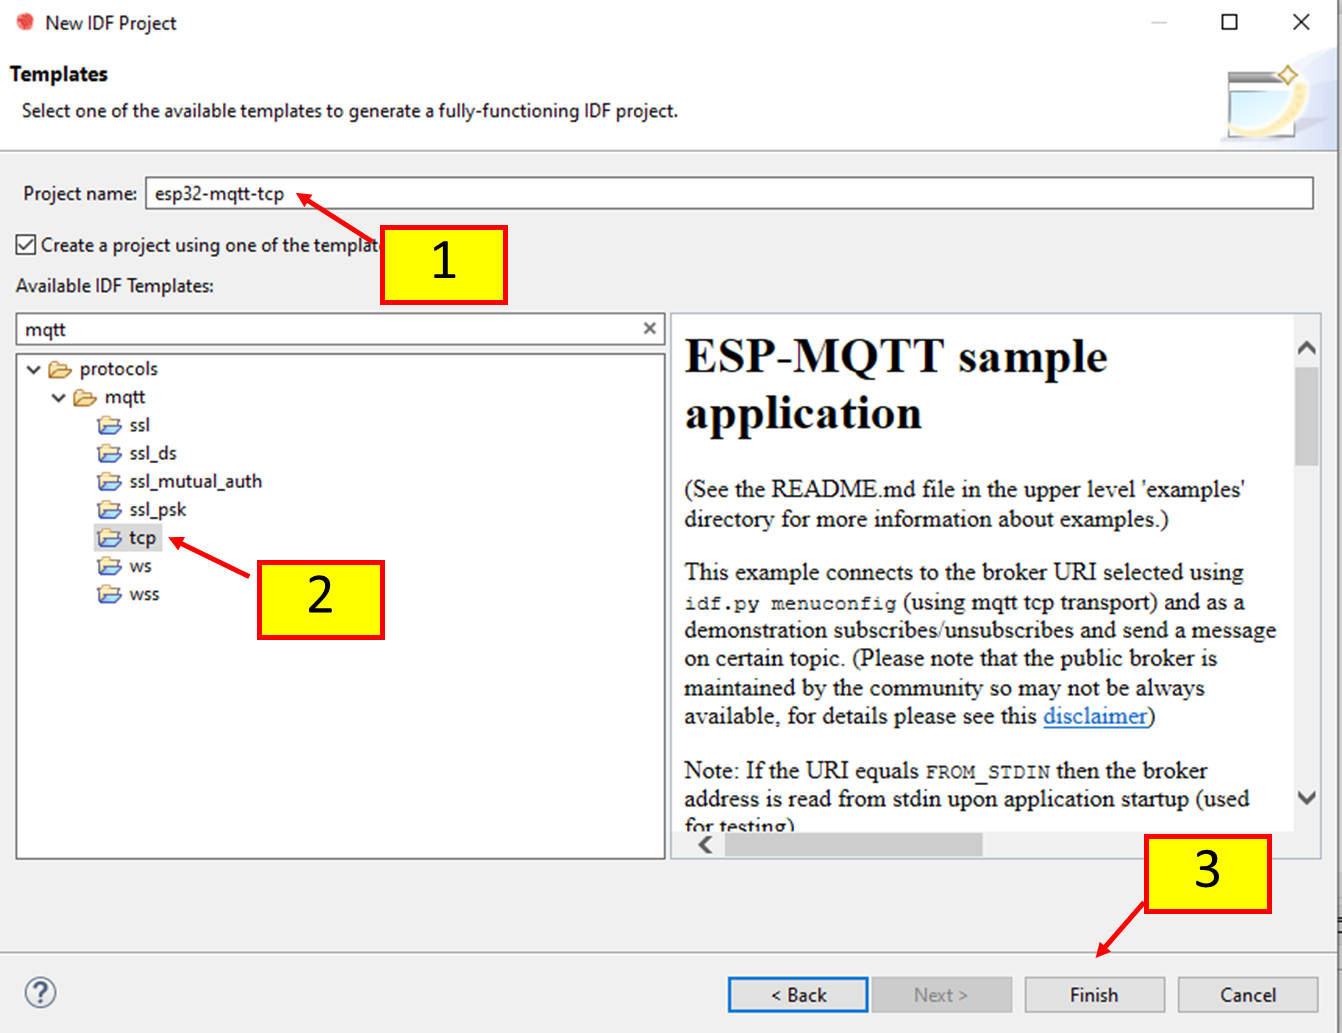 New IDF Project
Templates
Select one of the available templates to generate a fully-functioning IDF project.
Project name: esp32-mqtt-tcp
1
Create a project using one of the templat
Available IDF Templates:
mqtt
protocols
mqtt
ssl
ssl_ds
ssl_mutual_auth
ssl_psk
tcp
2
ws
wss
ESP-MQTT sample
application
(See the README.md file in the upper level 'examples'
directory for more information about examples.)
This example connects to the broker URI selected using
idf.py menuconfig (using mqtt tcp transport) and as a
demonstration subscribes/unsubscribes and send a message
on certain topic. (Please note that the public broker is
maintained by the community so may not be always
available, for details please see this disclaimer)
Note: If the URI equals FROM_STDIN then the broker
address is read from stdin upon application startup (used
for testing)
3
?
< Back
Next >
Finish
Cancel